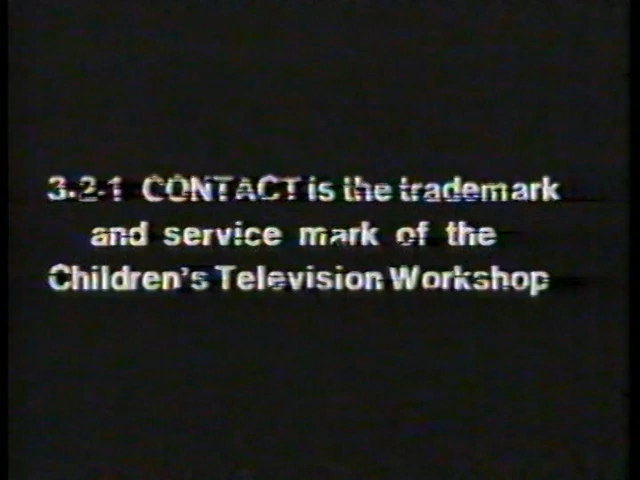 3-2-1 CONTACT is the trademark
and service mark of the
Children's Television Workshop